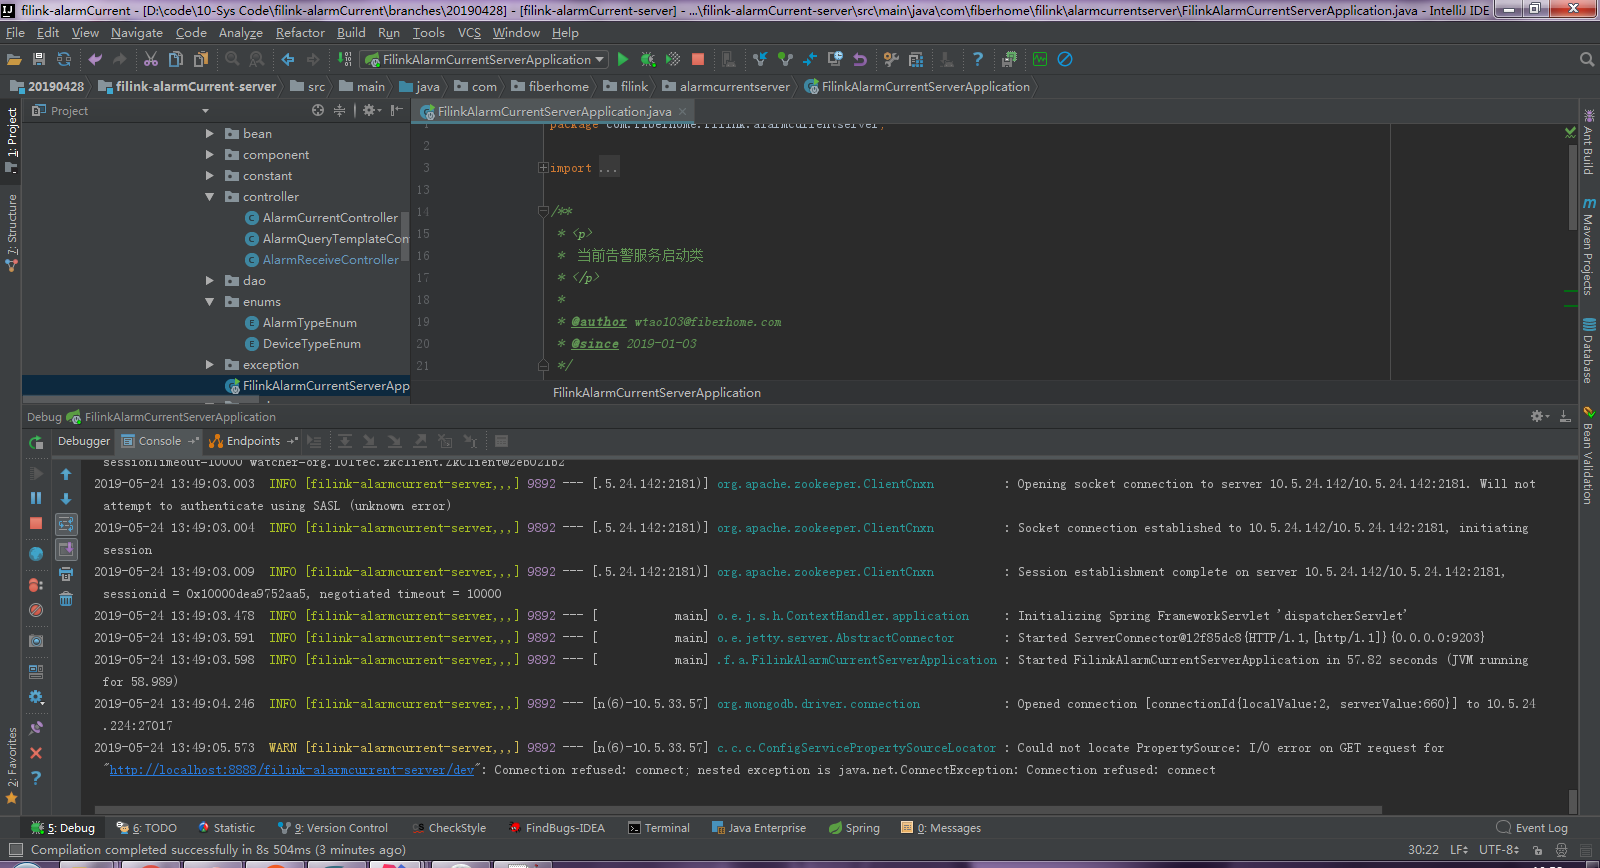 filink-alarmCurrent - [D:\code\10-Sys Code\filink-alarmCurrent\branches\20190428] - [filink-alarmCurrent-server] - ...\filink-alarmCurrent-server\src\main\java\com\fiberhome\filink\alarmcurrentserver\FilinkAlarmCurrentServerApplication.java - IntelliJ IDE
File Edit View Navigate Code Analyze Refactor Build Run Tools VCS Window Help
FilinkAlarmCurrentServerApplication
20190428 filink-alarmCurrent-server src main java com fiberhome filink alarmcurrentserver FilinkAlarmCurrentServerApplication
Project
FilinkAlarmCurrentServerApplication.java
1: Project
7: Structure
2: Favorites
bean
component
constant
controller
AlarmCurrentController
AlarmQueryTemplateCon
AlarmReceiveController
dao
enums
AlarmTypeEnum
DeviceTypeEnum
exception
FilinkAlarmCurrentServerApp
1 package com.fiberhome.filink.alarmcurrentserver;
2
3 import ...
13
14 /**
15 * <p>
16 * 当前告警服务启动类
17 * </p>
18 *
19 * @author wtao103@fiberhome.com
20 * @since 2019-01-03
21 */
FilinkAlarmCurrentServerApplication
Ant Build
Maven Projects
Database
Bean Validation
Debug FilinkAlarmCurrentServerApplication
Debugger Console Endpoints
sessionTimeout=10000 watcher=org.I0Itec.zkclient.ZkClient@2eb021b2
2019-05-24 13:49:03.003 INFO [filink-alarmcurrent-server,,,] 9892 --- [.5.24.142:2181)] org.apache.zookeeper.ClientCnxn : Opening socket connection to server 10.5.24.142/10.5.24.142:2181. Will not
attempt to authenticate using SASL (unknown error)
2019-05-24 13:49:03.004 INFO [filink-alarmcurrent-server,,,] 9892 --- [.5.24.142:2181)] org.apache.zookeeper.ClientCnxn : Socket connection established to 10.5.24.142/10.5.24.142:2181, initiating
session
2019-05-24 13:49:03.009 INFO [filink-alarmcurrent-server,,,] 9892 --- [.5.24.142:2181)] org.apache.zookeeper.ClientCnxn : Session establishment complete on server 10.5.24.142/10.5.24.142:2181,
sessionid = 0x10000dea9752aa5, negotiated timeout = 10000
2019-05-24 13:49:03.478 INFO [filink-alarmcurrent-server,,,] 9892 --- [ main] o.e.j.s.h.ContextHandler.application : Initializing Spring FrameworkServlet 'dispatcherServlet'
2019-05-24 13:49:03.591 INFO [filink-alarmcurrent-server,,,] 9892 --- [ main] o.e.jetty.server.AbstractConnector : Started ServerConnector@12f85dc8{HTTP/1.1,[http/1.1]}{0.0.0.0:9203}
2019-05-24 13:49:03.598 INFO [filink-alarmcurrent-server,,,] 9892 --- [ main] .f.a.FilinkAlarmCurrentServerApplication : Started FilinkAlarmCurrentServerApplication in 57.82 seconds (JVM running
for 58.989)
2019-05-24 13:49:04.246 INFO [filink-alarmcurrent-server,,,] 9892 --- [n(6)-10.5.33.57] org.mongodb.driver.connection : Opened connection [connectionId{localValue:2, serverValue:660}] to 10.5.24
.224:27017
2019-05-24 13:49:05.573 WARN [filink-alarmcurrent-server,,,] 9892 --- [n(6)-10.5.33.57] c.c.c.ConfigServicePropertySourceLocator : Could not locate PropertySource: I/O error on GET request for
"http://localhost:8888/filink-alarmcurrent-server/dev": Connection refused: connect; nested exception is java.net.ConnectException: Connection refused: connect
5: Debug 6: TODO Statistic 9: Version Control CheckStyle FindBugs-IDEA Terminal Java Enterprise Spring 0: Messages Event Log
Compilation completed successfully in 8s 504ms (3 minutes ago) 30:22 LF UTF-8